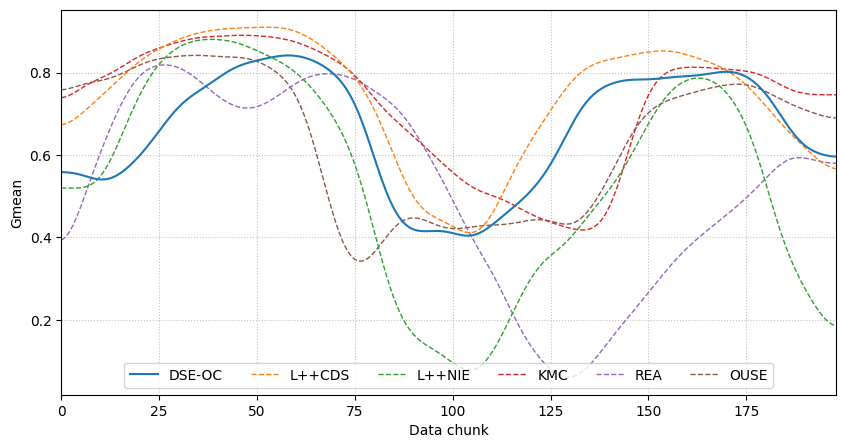 Gmean
0.8
0.6
0.4
0.2
DSE-OC L++CDS L++NIE KMC REA OUSE
0 25 50 75 100 125 150 175
Data chunk